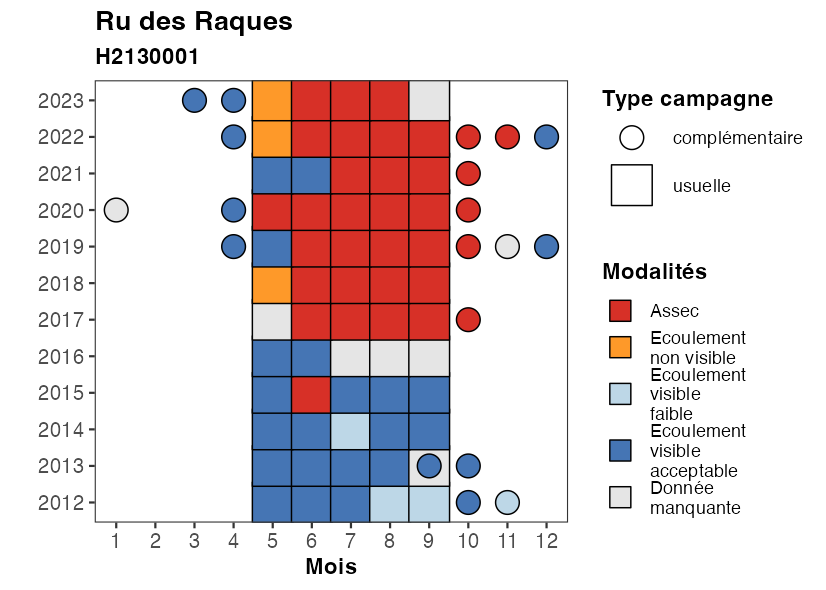 Ru des Raques
H2130001
2023
2022
2021
2020
2019
2018
2017
2016
2015
2014
2013
2012
1 2 3 4 5 6 7 8 9 10 11 12
Mois
Type campagne
complémentaire
usuelle
Modalités
Assec
Ecoulement
non visible
Ecoulement
visible
faible
Ecoulement
visible
acceptable
Donnée
manquante